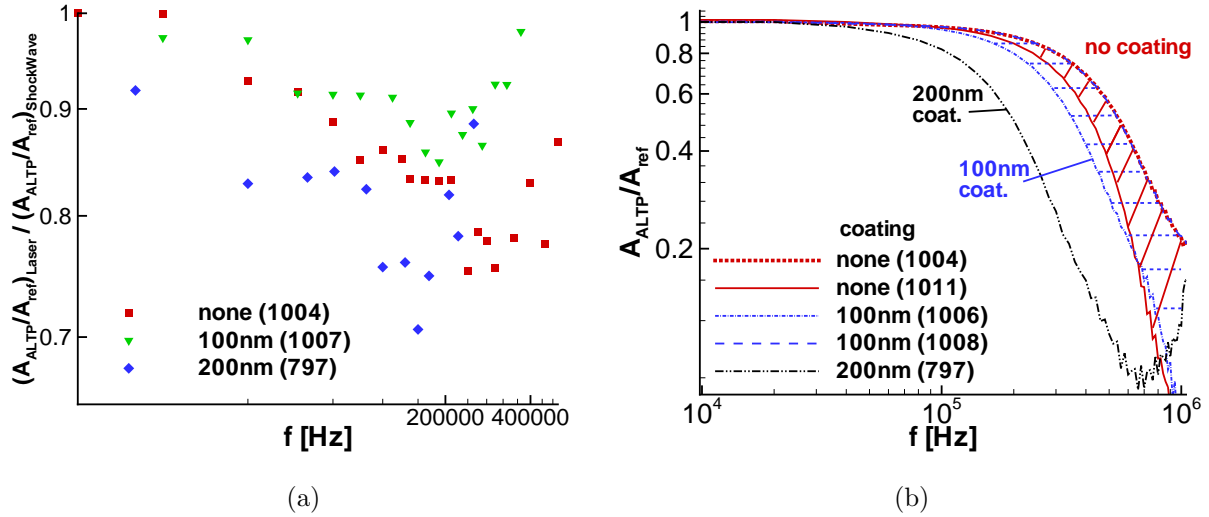 (A_ALTP/A_ref)_Laser / (A_ALTP/A_ref)_ShockWave
1
0.9
0.8
0.7
none (1004)
100nm (1007)
200nm (797)
200000 400000
f [Hz]
(a)
A_ALTP/A_ref
1
0.8
0.6
0.4
0.2
no coating
200nm
coat.
100nm
coat.
coating
none (1004)
none (1011)
100nm (1006)
100nm (1008)
200nm (797)
10^4 10^5 10^6
f [Hz]
(b)